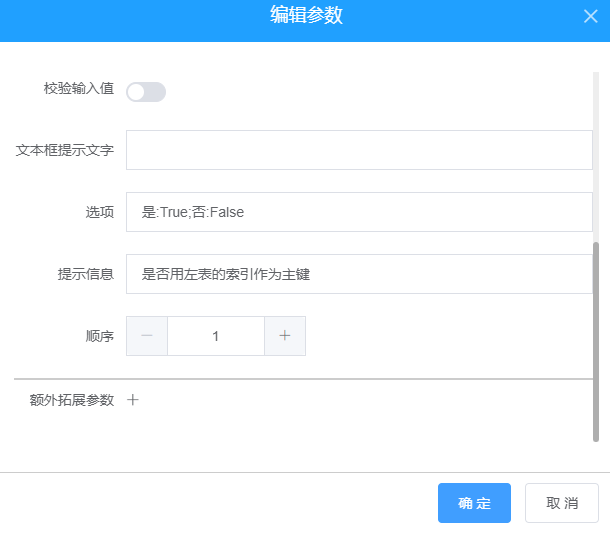 编辑参数
校验输入值
文本框提示文字
选项 是:True;否:False
提示信息 是否用左表的索引作为主键
顺序 1
额外拓展参数
确定 取消